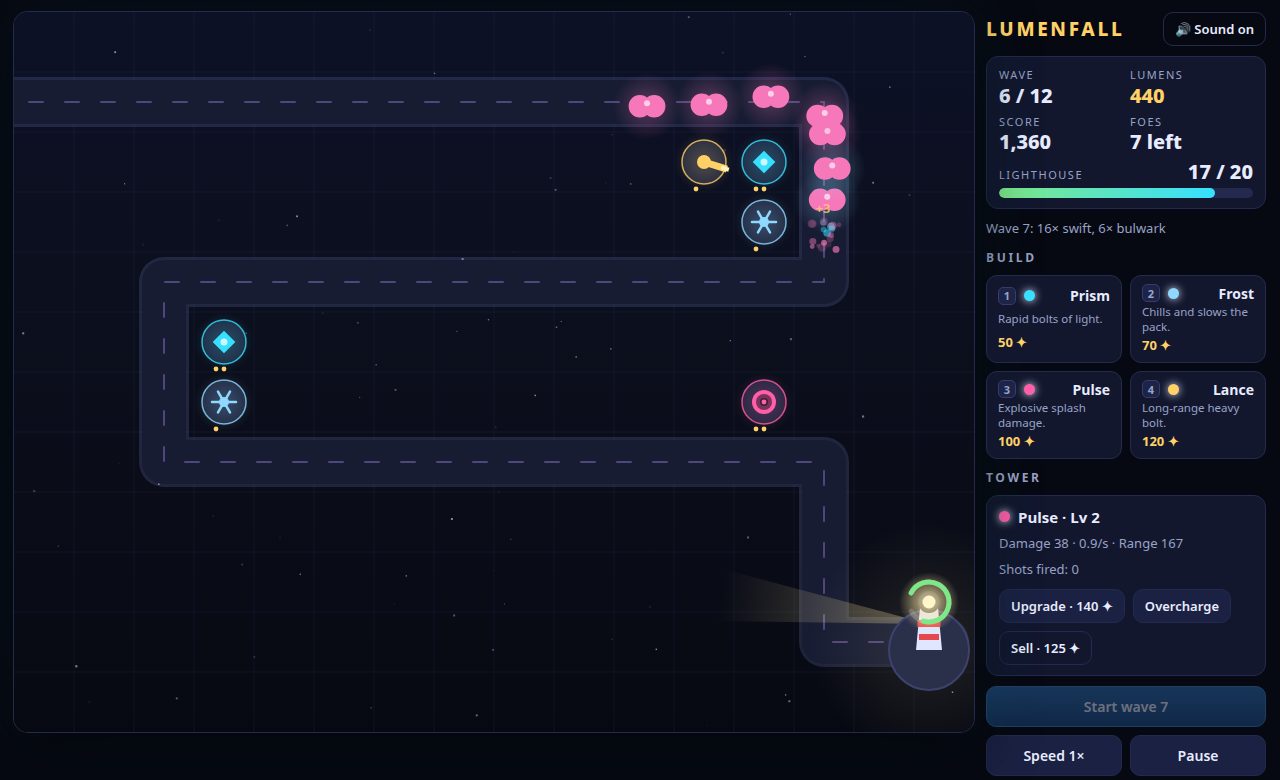 LUMENFALL
🔊 Sound on
WAVE
6 / 12
LUMENS
440
SCORE
1,360
FOES
7 left
LIGHTHOUSE
17 / 20
Wave 7: 16× swift, 6× bulwark
BUILD
1 Prism
Rapid bolts of light.
50 ✦
2 Frost
Chills and slows the
pack.
70 ✦
3 Pulse
Explosive splash
damage.
100 ✦
4 Lance
Long-range heavy
bolt.
120 ✦
TOWER
Pulse · Lv 2
Damage 38 · 0.9/s · Range 167
Shots fired: 0
Upgrade · 140 ✦
Overcharge
Sell · 125 ✦
Start wave 7
Speed 1×
Pause
+3